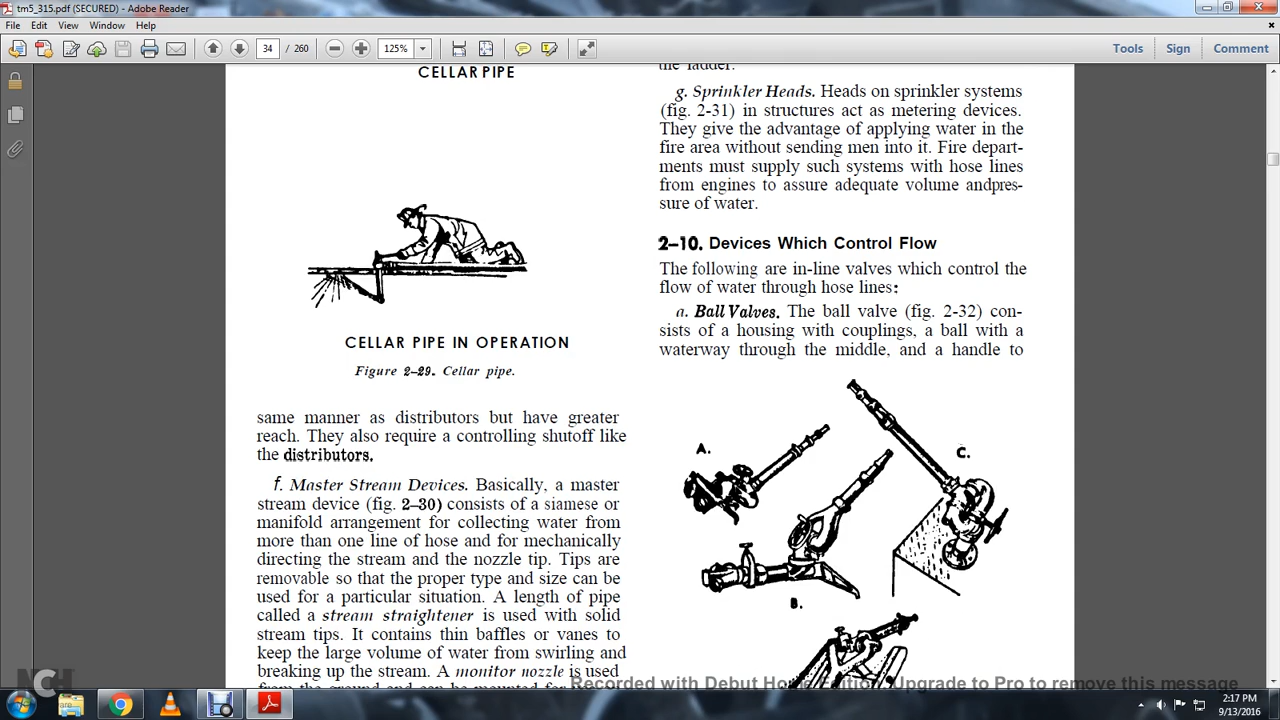 tm5_315.pdf (SECURED) - Adobe Reader
File Edit View Window Help
34 / 260 125% Tools Sign Comment
CELLAR PIPE
CELLAR PIPE IN OPERATION
Figure 2-29. Cellar pipe.
same manner as distributors but have greater
reach. They also require a controlling shutoff like
the distributors.
f. Master Stream Devices. Basically, a master
stream device (fig. 2-30) consists of a siamese or
manifold arrangement for collecting water from
more than one line of hose and for mechanically
directing the stream and the nozzle tip. Tips are
removable so that the proper type and size can be
used for a particular situation. A length of pipe
called a stream straightener is used with solid
stream tips. It contains thin baffles or vanes to
keep the large volume of water from swirling and
breaking up the stream. A monitor nozzle is used
the ladder.
g. Sprinkler Heads. Heads on sprinkler systems
(fig. 2-31) in structures act as metering devices.
They give the advantage of applying water in the
fire area without sending men into it. Fire depart-
ments must supply such systems with hose lines
from engines to assure adequate volume andpres-
sure of water.
2-10. Devices Which Control Flow
The following are in-line valves which control the
flow of water through hose lines:
a. Ball Valves. The ball valve (fig. 2-32) con-
sists of a housing with couplings, a ball with a
waterway through the middle, and a handle to
A.
C.
B.
NCH
Recorded with Debut Home Edition. Upgrade to Pro to remove this message
2:17 PM
9/13/2016